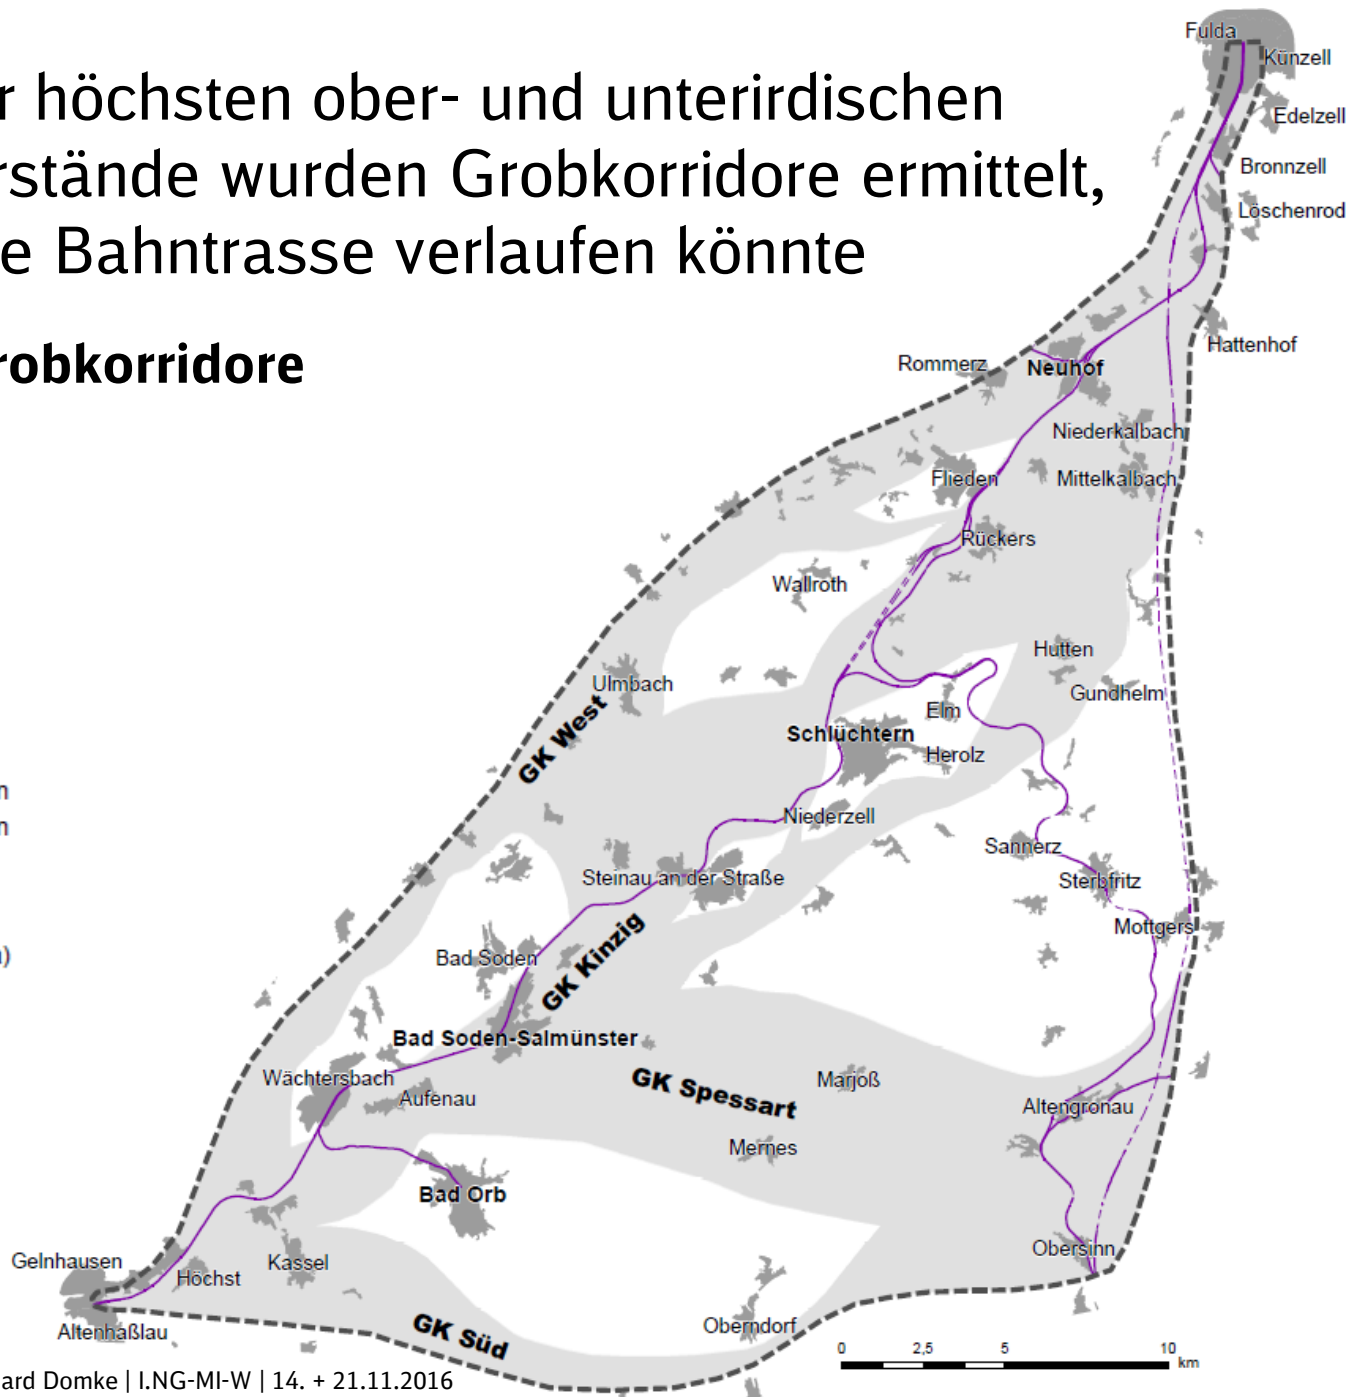 r höchsten ober- und unterirdischen
rstände wurden Grobkorridore ermittelt,
e Bahntrasse verlaufen könnte
robkorridore
Fulda
Künzell
Edelzell
Bronnzell
Löschenrod
Hattenhof
Rommerz
Neuhof
Niederkalbach
Flieden
Mittelkalbach
Rückers
Wallroth
Hutten
Ulmbach
Gundhelm
GK West
Elm
Schlüchtern
Herolz
n
Niederzell
n
Sannerz
Steinau an der Straße
Sterbfritz
Mottgers
)
Bad Soden
GK Kinzig
Bad Soden-Salmünster
Wächtersbach
Aufenau
GK Spessart
Marjoß
Altengronau
Mernes
Bad Orb
Obersinn
Gelnhausen
Höchst
Kassel
Altenhaßlau
GK Süd
Oberndorf
0 2,5 5 10
km
ard Domke | I.NG-MI-W | 14. + 21.11.2016